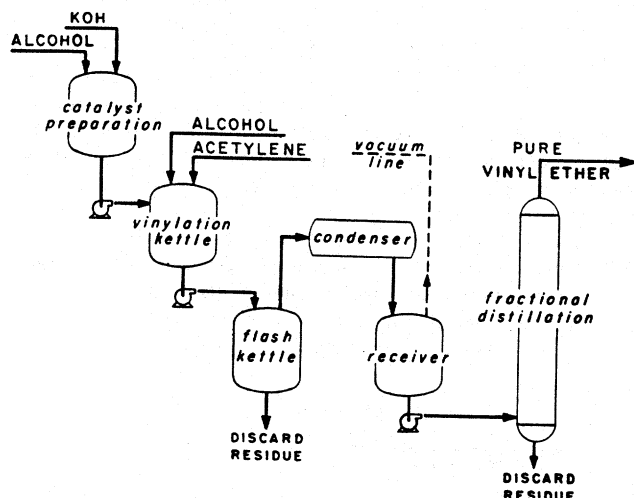 KOH
ALCOHOL
catalyst
preparation
ALCOHOL
ACETYLENE
vinylation
kettle
vacuum
line
PURE
VINYL ETHER
condenser
flash
kettle
receiver
fractional
distillation
DISCARD
RESIDUE
DISCARD
RESIDUE